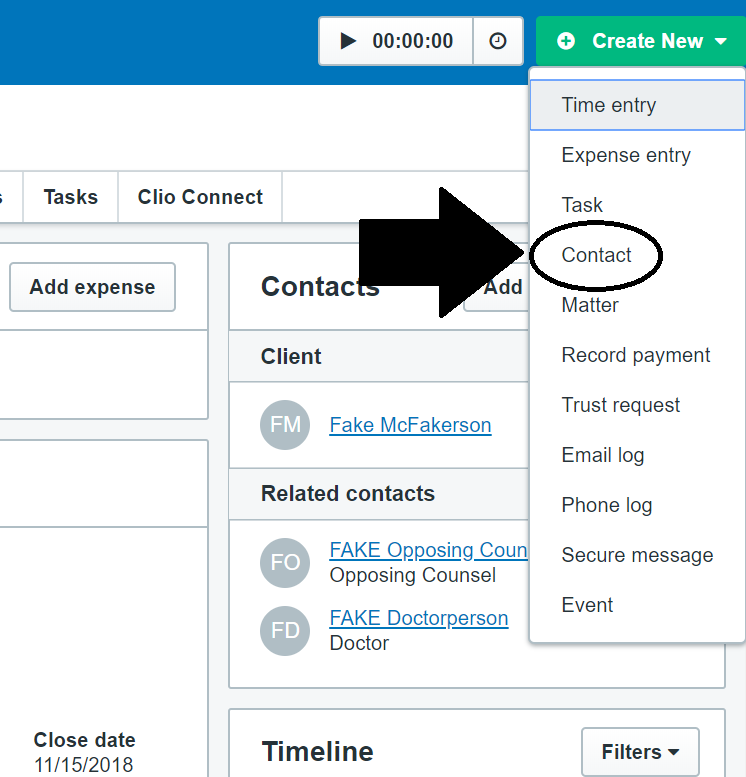 00:00:00
Create New
Time entry
Expense entry
Task
Contact
Matter
Record payment
Trust request
Email log
Phone log
Secure message
Event
Tasks
Clio Connect
Add expense
Contacts
Add
Client
FM
Fake McFakerson
Related contacts
FO
FAKE Opposing Coun
Opposing Counsel
FD
FAKE Doctorperson
Doctor
Close date
11/15/2018
Timeline
Filters